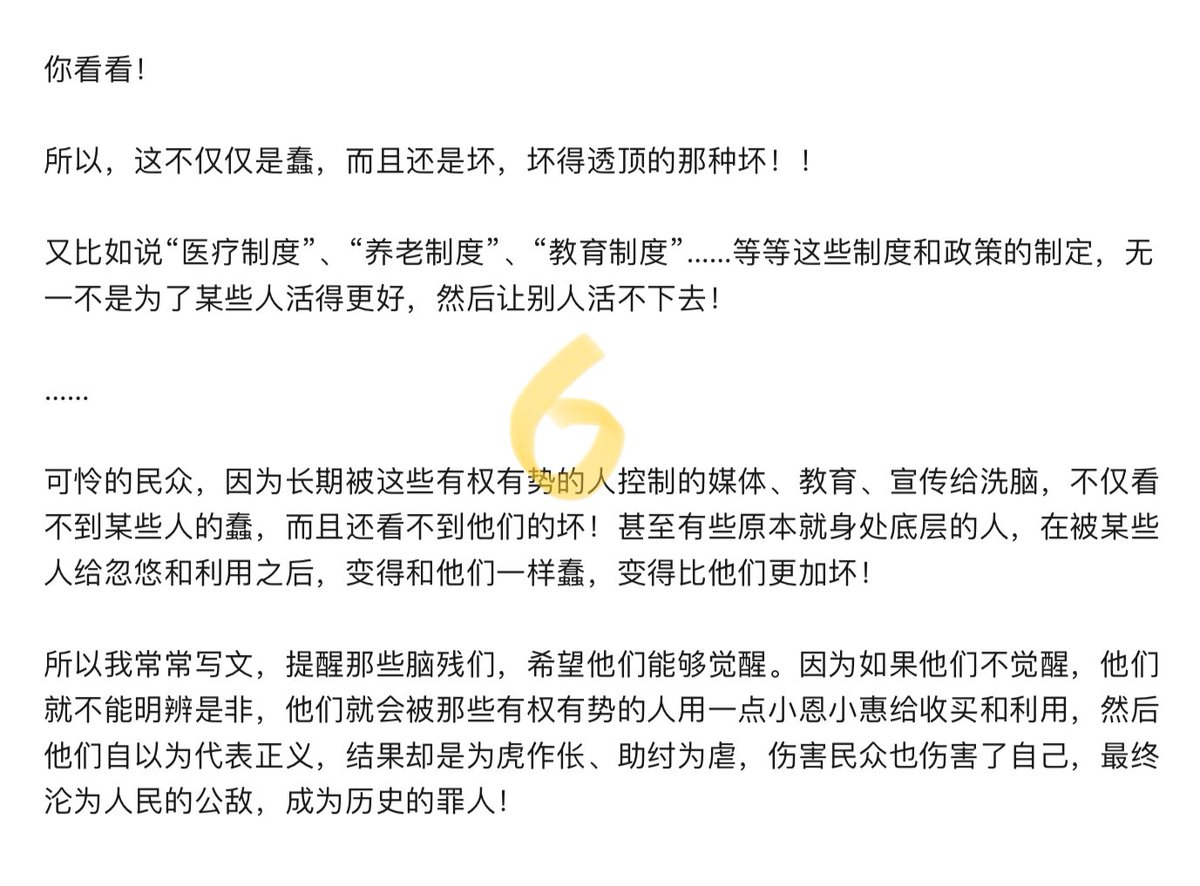 你看看！
所以，这不仅仅是蠢，而且还是坏，坏得透顶的那种坏！！
又比如说“医疗制度”、“养老制度”、“教育制度”......等等这些制度和政策的制定，无
一不是为了某些人活得更好，然后让别人活不下去！
......
6
可怜的民众，因为长期被这些有权有势的人控制的媒体、教育、宣传给洗脑，不仅看
不到某些人的蠢，而且还看不到他们的坏！甚至有些原本就身处底层的人，在被某些
人给忽悠和利用之后，变得和他们一样蠢，变得比他们更加坏！
所以我常常写文，提醒那些脑残们，希望他们能够觉醒。因为如果他们不觉醒，他们
就不能明辨是非，他们就会被那些有权有势的人用一点小恩小惠给收买和利用，然后
他们自以为代表正义，结果却是为虎作伥、助纣为虐，伤害民众也伤害了自己，最终
沦为人民的公敌，成为历史的罪人！